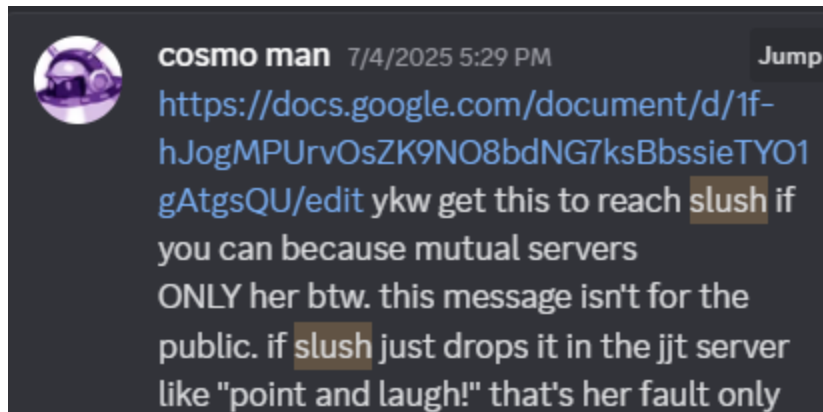 cosmo man 7/4/2025 5:29 PM Jump
https://docs.google.com/document/d/1f-
hJogMPUrvOsZK9NO8bdNG7ksBbssieTYO1
gAtgsQU/edit ykw get this to reach slush if
you can because mutual servers
ONLY her btw. this message isn't for the
public. if slush just drops it in the jjt server
like "point and laugh!" that's her fault only